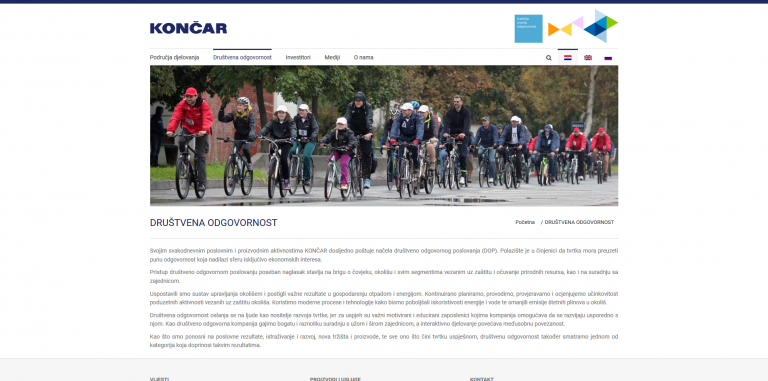 KONČAR
Područja djelovanja Društvena odgovornost Investitori Mediji O nama
DRUŠTVENA ODGOVORNOST
Početna / DRUŠTVENA ODGOVORNOST
Svojim svakodnevnim poslovnim i proizvodnim aktivnostima KONČAR dosljedno poštuje načela društveno odgovornog poslovanja (DOP). Polazište je u činjenici da tvrtka mora preuzeti
punu odgovornost koja nadilazi sferu isključivo ekonomskih interesa.
Pristup društveno odgovornom poslovanju poseban naglasak stavlja na brigu o čovjeku, okolišu i svim segmentima vezanim uz zaštitu i očuvanje prirodnih resursa, kao i na suradnju sa
zajednicom.
Uspostavili smo sustav upravljanja okolišem i postigli važne rezultate u gospodarenju otpadom i energijom. Kontinuirano planiramo, provodimo, provjeravamo i ocjenjujemo učinkovitost
poduzetih aktivnosti vezanih uz zaštitu okoliša. Koristimo moderne procese i tehnologije kako bismo poboljšali iskoristivosti energije i vode te smanjili emisije štetnih plinova u okoliš.
Društvena odgovornost oslanja se na ljude kao nositelje razvoja tvrtke, jer za uspjeh su važni motivirani i educirani zaposlenici kojima kompanija omogućava da se razvijaju usporedno s
njom. Kao društveno odgovorna kompanija gajimo bogatu i raznoliku suradnju s užom i širom zajednicom, a interaktivno djelovanje povećava međusobnu povezanost.
Kao što smo ponosni na poslovne rezultate, istraživanje i razvoj, nova tržišta i proizvode, te sve ono što čini tvrtku uspješnom, društvenu odgovornost također smatramo jednom od
kategorija koja doprinosi takvim rezultatima.
VIJESTI PROIZVODI I USLUGE KONTAKT